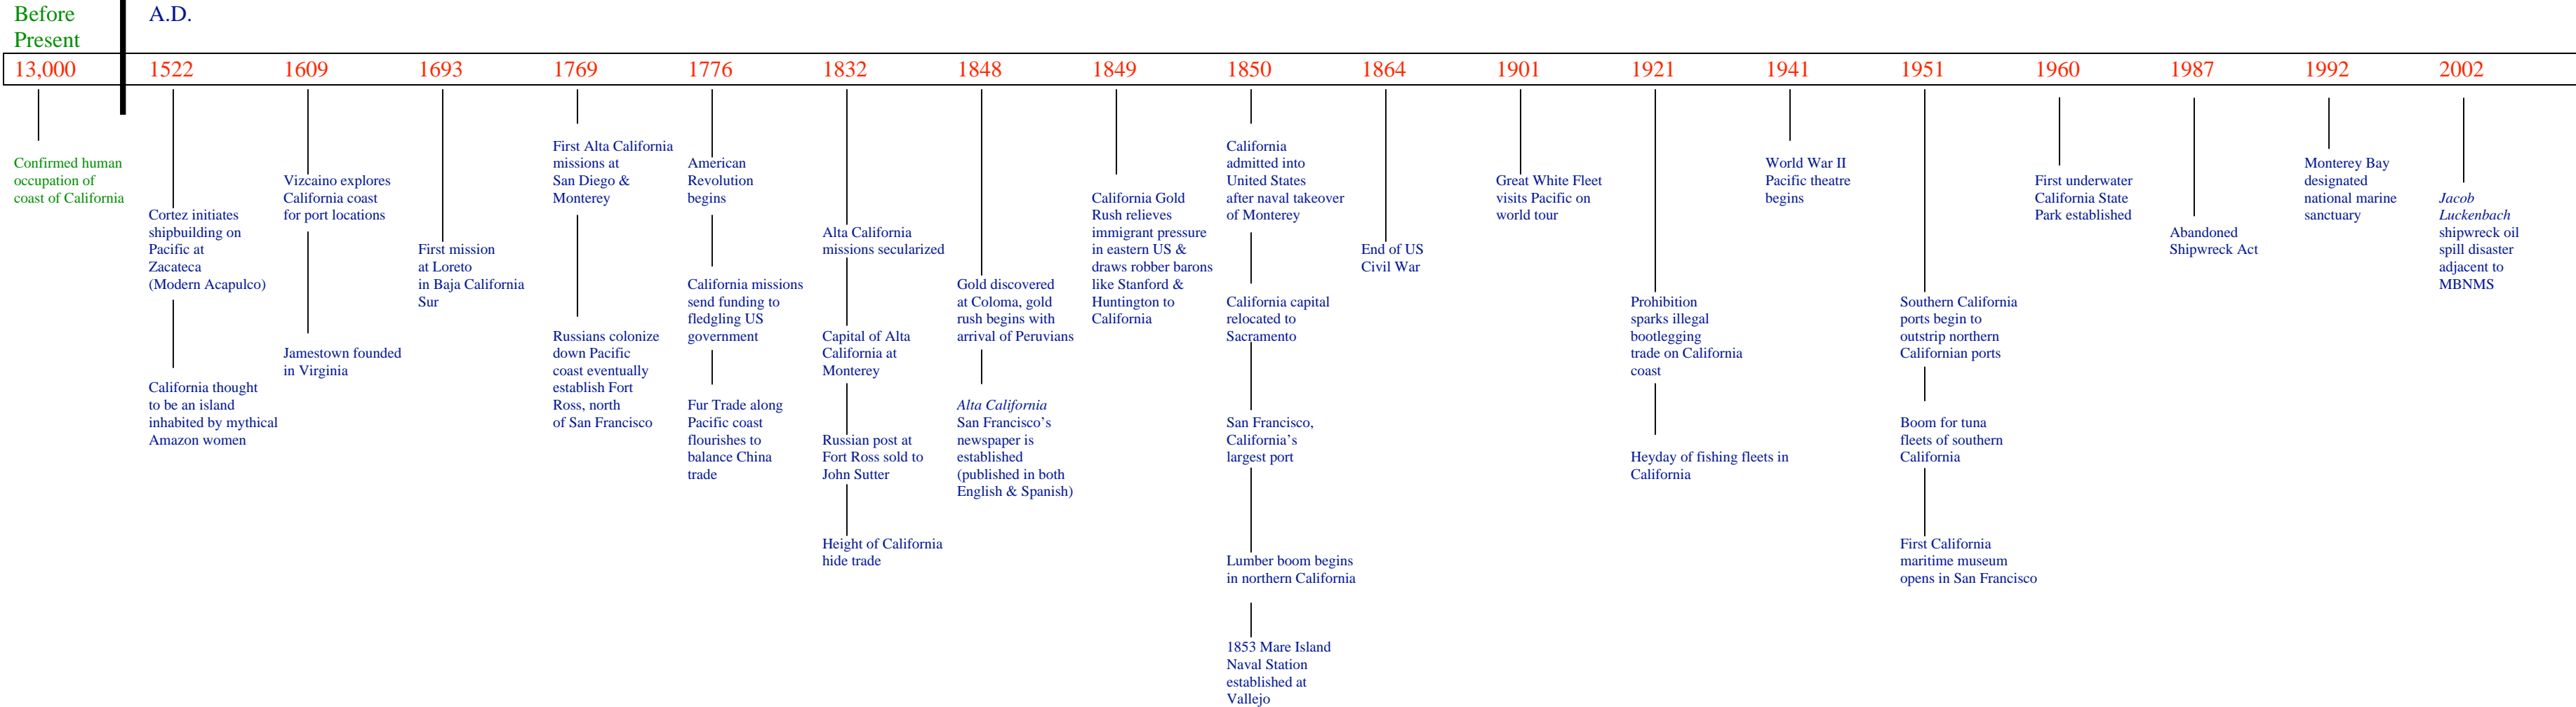 Before
Present
A.D.
13,000
1522
1609
1693
1769
1776
1832
1848
1849
1850
1864
1901
1921
1941
1951
1960
1987
1992
2002
Confirmed human
occupation of
coast of California
Cortez initiates
shipbuilding on
Pacific at
Zacateca
(Modern Acapulco)
California thought
to be an island
inhabited by mythical
Amazon women
Vizcaino explores
California coast
for port locations
Jamestown founded
in Virginia
First mission
at Loreto
in Baja California
Sur
First Alta California
missions at
San Diego &
Monterey
Russians colonize
down Pacific
coast eventually
establish Fort
Ross, north
of San Francisco
American
Revolution
begins
California missions
send funding to
fledgling US
government
Fur Trade along
Pacific coast
flourishes to
balance China
trade
Alta California
missions secularized
Capital of Alta
California at
Monterey
Russian post at
Fort Ross sold to
John Sutter
Height of California
hide trade
Gold discovered
at Coloma, gold
rush begins with
arrival of Peruvians
Alta California
San Francisco’s
newspaper is
established
(published in both
English & Spanish)
California Gold
Rush relieves
immigrant pressure
in eastern US &
draws robber barons
like Stanford &
Huntington to
California
California
admitted into
United States
after naval takeover
of Monterey
California capital
relocated to
Sacramento
San Francisco,
California’s
largest port
Lumber boom begins
in northern California
1853 Mare Island
Naval Station
established at
Vallejo
End of US
Civil War
Great White Fleet
visits Pacific on
world tour
Prohibition
sparks illegal
bootlegging
trade on California
coast
Heyday of fishing fleets in
California
World War II
Pacific theatre
begins
Southern California
ports begin to
outstrip northern
Californian ports
Boom for tuna
fleets of southern
California
First California
maritime museum
opens in San Francisco
First underwater
California State
Park established
Abandoned
Shipwreck Act
Monterey Bay
designated
national marine
sanctuary
Jacob
Luckenbach
shipwreck oil
spill disaster
adjacent to
MBNMS